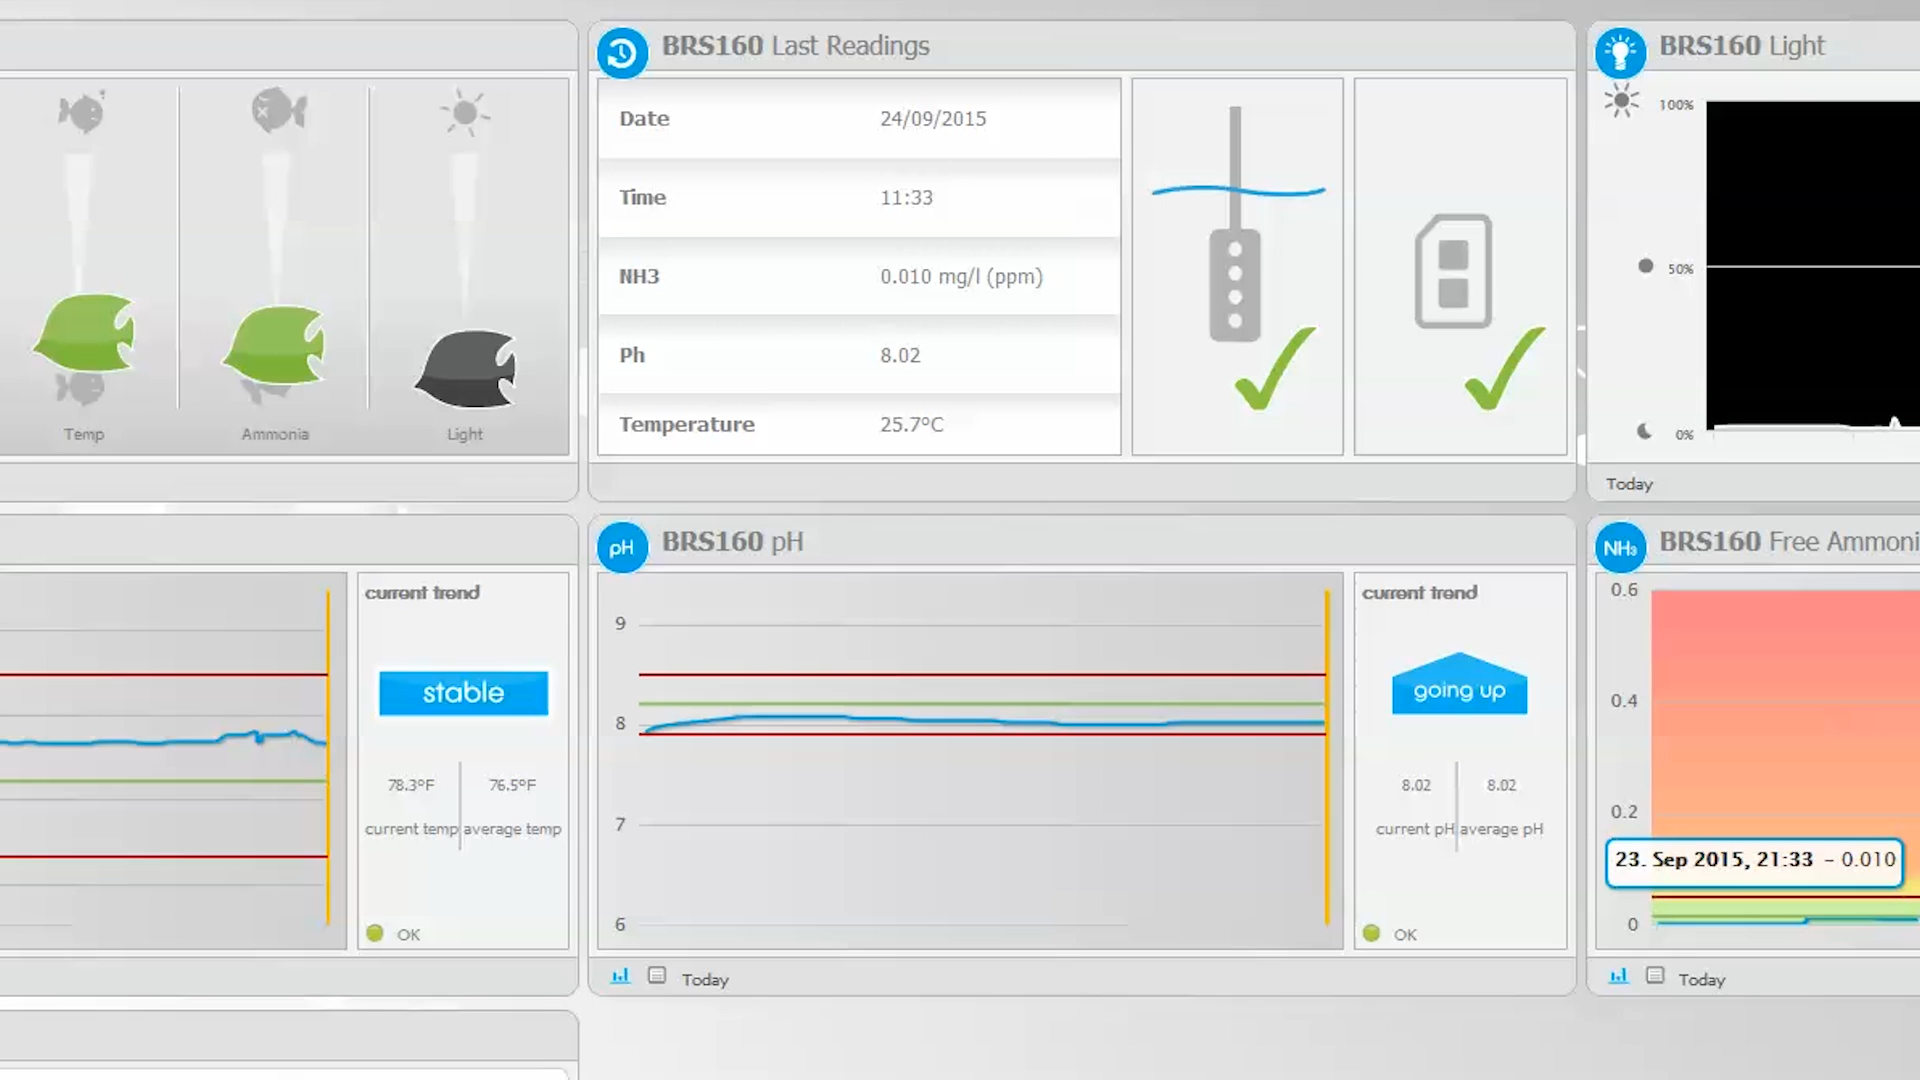 BRS160 Last Readings
BRS160 Light
Temp
Ammonia
Light
Date 24/09/2015
Time 11:33
NH3 0.010 mg/l (ppm)
Ph 8.02
Temperature 25.7°C
100%
50%
0%
Today
current trend
stable
78.3°F
76.5°F
current temp
average temp
OK
pH
BRS160 pH
9
8
7
6
current trend
going up
8.02
8.02
current pH
average pH
OK
Today
NH₃
BRS160 Free Ammoni
0.6
0.4
0.2
0
23. Sep 2015, 21:33 - 0.010
Today